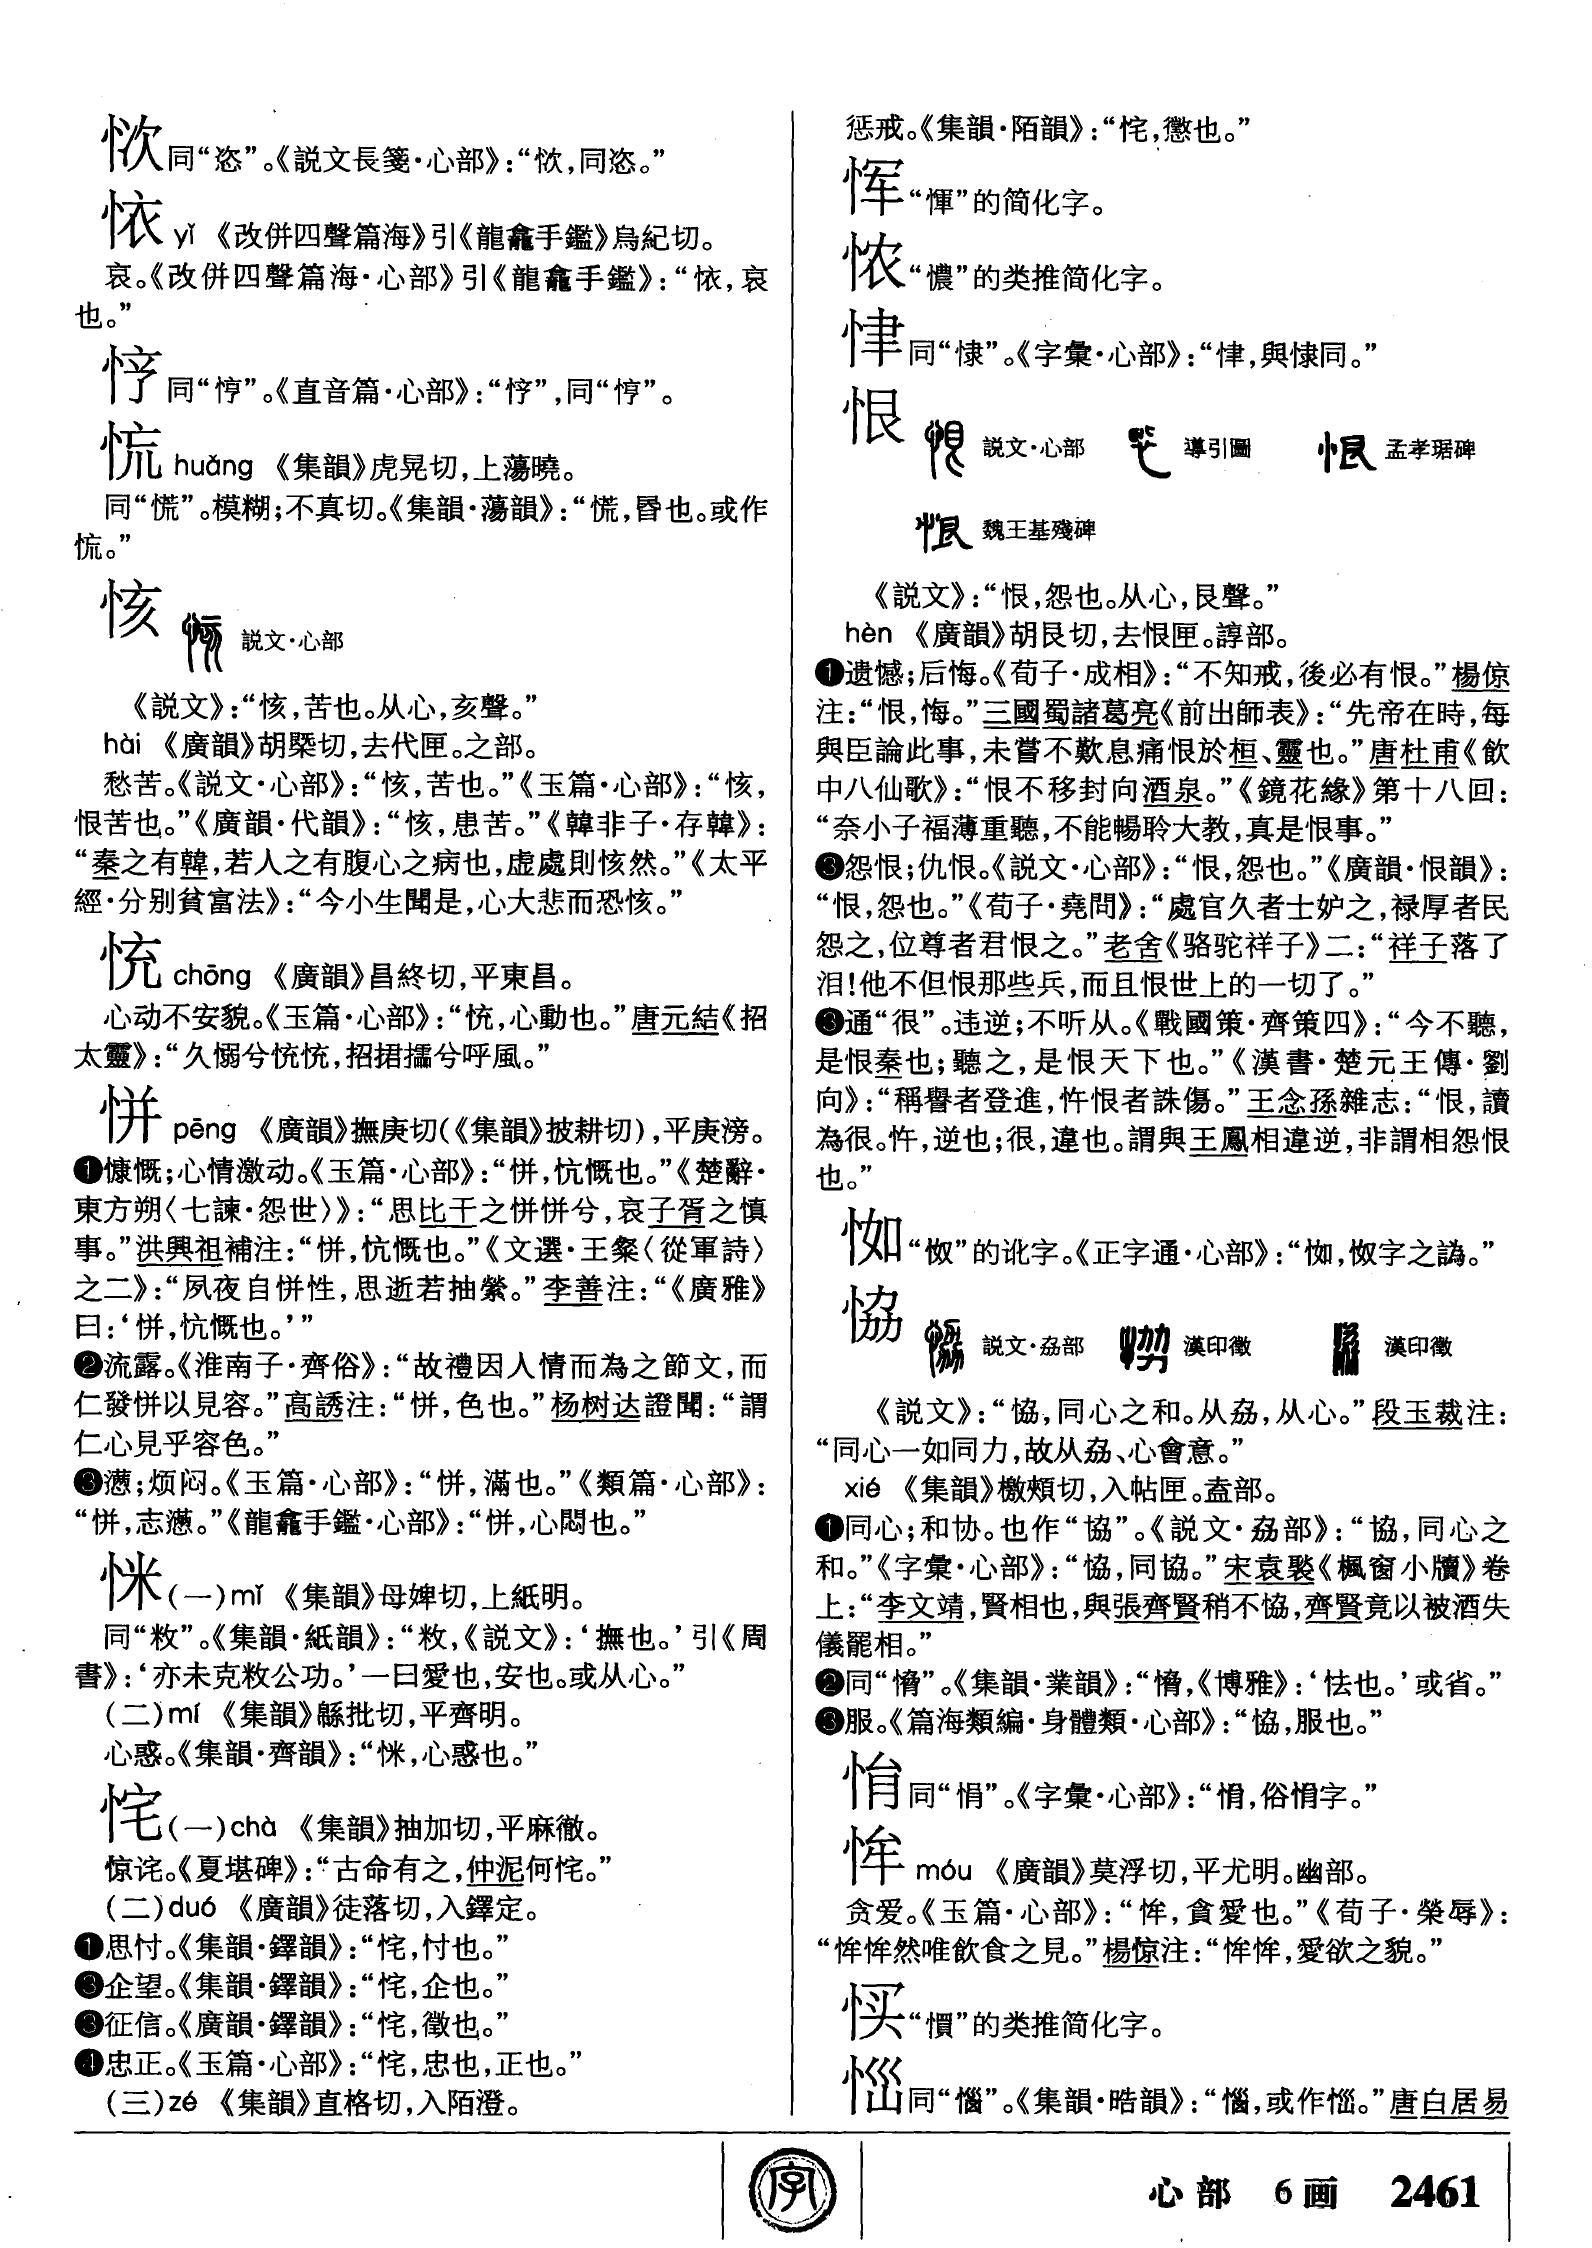 㤞同“恣”。《説文長箋·心部》：“㤞，同恣。”
㤅 yǐ 《改併四聲篇海》引《龍龕手鑑》烏紀切。
哀。《改併四聲篇海·心部》引《龍龕手鑑》：“㤅，哀
也。”
同“悙”。《直音篇·心部》：同“悙”。
㤺 huǎng 《集韻》虎晃切，上蕩曉。
同“慌”。模糊；不真切。《集韻·蕩韻》：“慌，昬也。或作
㤺。”
㤥 説文·心部
《説文》：“㤥，苦也。从心，亥聲。”
hài 《廣韻》胡槩切，去代匣。之部。
愁苦。《説文·心部》：“㤥，苦也。”《玉篇·心部》：“㤥，
恨苦也。”《廣韻·代韻》：“㤥，患苦。”《韓非子·存韓》：
“秦之有韓，若人之有腹心之病也，虚處則㤥然。”《太平
經·分别貧富法》：“今小生聞是，心大悲而恐㤥。”
㤝 chōng 《廣韻》昌終切，平東昌。
心动不安貌。《玉篇·心部》：“㤝，心動也。”唐元結《招
太靈》：“久愵兮㤝㤝，招捃擩兮呼風。”
恲 pēng 《廣韻》撫庚切（《集韻》披耕切），平庚滂。
❶慷慨；心情激动。《玉篇·心部》：“恲，忼慨也。”《楚辭·
東方朔〈七諫·怨世〉》：“思比干之恲恲兮，哀子胥之慎
事。”洪興祖補注：“恲，忼慨也。”《文選·王粲〈從軍詩〉
之二》：“夙夜自恲性，思逝若抽縈。”李善注：“《廣雅》
曰：‘恲，忼慨也。’”
❷流露。《淮南子·齊俗》：“故禮因人情而為之節文，而
仁發恲以見容。”高誘注：“恲，色也。”杨树达證聞：“謂
仁心見乎容色。”
❸懣；烦闷。《玉篇·心部》：“恲，滿也。”《類篇·心部》：
“恲，志懣。”《龍龕手鑑·心部》：“恲，心悶也。”
㤓（一）mǐ 《集韻》母婢切，上紙明。
同“敉”。《集韻·紙韻》：“敉，《説文》：‘撫也。’引《周
書》：‘亦未克敉公功。’一曰愛也，安也。或从心。”
（二）mí 《集韻》緜批切，平齊明。
心惑。《集韻·齊韻》：“㤓，心惑也。”
㤞（一）chà 《集韻》抽加切，平麻徹。
惊诧。《夏堪碑》：“古命有之，仲泥何㤞。”
（二）duó 《廣韻》徒落切，入鐸定。
❶思忖。《集韻·鐸韻》：“㤞，忖也。”
❸企望。《集韻·鐸韻》：“㤞，企也。”
❸征信。《廣韻·鐸韻》：“㤞，徵也。”
❹忠正。《玉篇·心部》：“㤞，忠也，正也。”
（三）zé 《集韻》直格切，入陌澄。
惩戒。《集韻·陌韻》：“㤞，懲也。”
恽“惲”的简化字。
侬“憹”的类推简化字。
同“悽”。《字彙·心部》：
恨 説文·心部 導引圖 孟孝琚碑
恨 魏王基殘碑
《説文》：“恨，怨也。从心，艮聲。”
hèn 《廣韻》胡艮切，去恨匣。諄部。
❶遗憾；后悔。《荀子·成相》：“不知戒，後必有恨。”楊倞
注：“恨，悔。”三國蜀諸葛亮《前出師表》：“先帝在時，每
與臣論此事，未嘗不歎息痛恨於桓、靈也。”唐杜甫《飲
中八仙歌》：“恨不移封向酒泉。”《鏡花緣》第十八回：
“奈小子福薄重聽，不能暢聆大教，真是恨事。”
❸怨恨；仇恨。《説文·心部》：“恨，怨也。”《廣韻·恨韻》：
“恨，怨也。”《荀子·堯問》：“處官久者士妒之，禄厚者民
怨之，位尊者君恨之。”老舍《骆驼祥子》二：“祥子落了
泪！他不但恨那些兵，而且恨世上的一切了。”
❸通“很”。违逆；不听从。《戰國策·齊策四》：“今不聽，
是恨秦也；聽之，是恨天下也。”《漢書·楚元王傳·劉
向》：“稱譽者登進，忤恨者誅傷。”王念孫雜志：“恨，讀
為很。忤，逆也；很，違也。謂與王鳳相違逆，非謂相怨恨
也。”
的讹字。《正字通·心部》：字之譌。”
恊 説文·劦部 漢印徵 漢印徵
《説文》：“恊，同心之和。从劦，从心。”段玉裁注：
“同心一如同力，故从劦、心會意。”
xié 《集韻》檄頰切，入帖匣。盍部。
❶同心；和协。也作“協”。《説文·劦部》：“恊，同心之
和。”《字彙·心部》：“恊，同協。”宋袁褧《楓窗小牘》卷
上：“李文靖，賢相也，與張齊賢稍不恊，齊賢竟以被酒失
儀罷相。”
❷同“愶”。《集韻·業韻》：“愶，《博雅》：‘怯也。’或省。”
❸服。《篇海類編·身體類·心部》：“恊，服也。”
同“悁”。《字彙·心部》：俗悁字。”
恈 móu 《廣韻》莫浮切，平尤明。幽部。
贪爱。《玉篇·心部》：“恈，貪愛也。”《荀子·榮辱》：
“恈恈然唯飲食之見。”楊倞注：“恈恈，愛欲之貌。”
的类推简化字。
同“惱”。《集韻·晧韻》：“惱，或作㛴。”唐白居易
字
心部 6画 2461